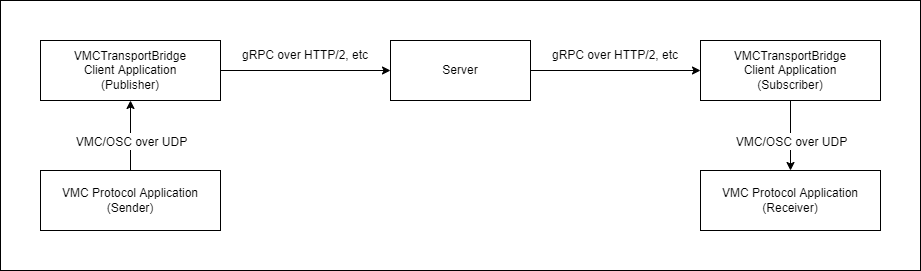 VMCTransportBridge
Client Application
(Publisher)
gRPC over HTTP/2, etc
Server
gRPC over HTTP/2, etc
VMCTransportBridge
Client Application
(Subscriber)
VMC/OSC over UDP
VMC/OSC over UDP
VMC Protocol Application
(Sender)
VMC Protocol Application
(Receiver)